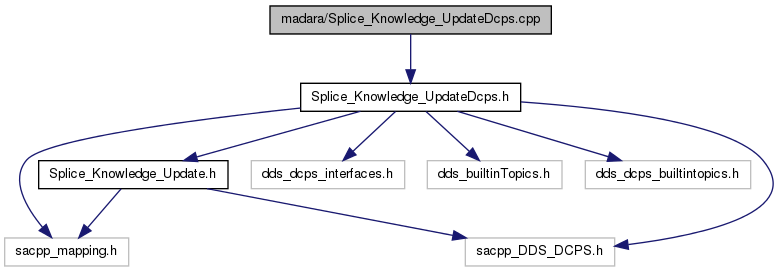 madara/Splice_Knowledge_UpdateDcps.cpp
Splice_Knowledge_UpdateDcps.h
Splice_Knowledge_Update.h
dds_dcps_interfaces.h
dds_builtinTopics.h
dds_dcps_builtintopics.h
sacpp_mapping.h
sacpp_DDS_DCPS.h